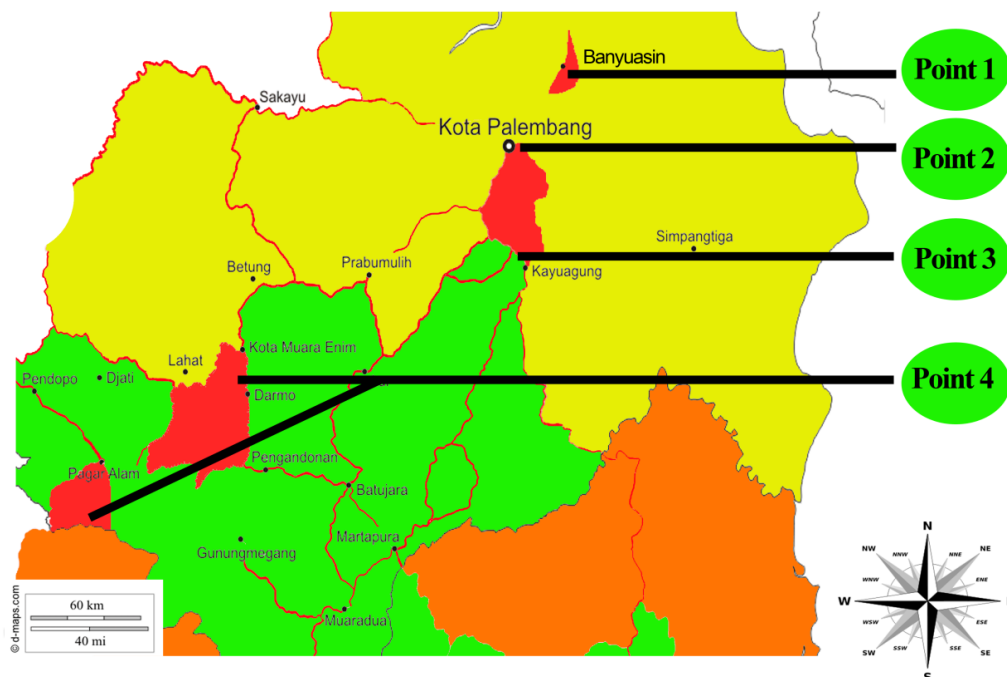 Banyuasin
Point 1
Sakayu
Kota Palembang
Point 2
Simpangtiga
Point 3
Betung
Prabumulih
Kayuagung
Kota Muara Enim
Lahat
Point 4
Pendopo
Djati
Darmo
Pagar Alam
Pengandonan
Batujara
Gunungmegang
Martapura
Muaradua
60 km
40 mi
© d-maps.com
N
NNW
NNE
NW
NE
WNW
ENE
W
WSW
ESE
SW
SE
SSW
SSE
S